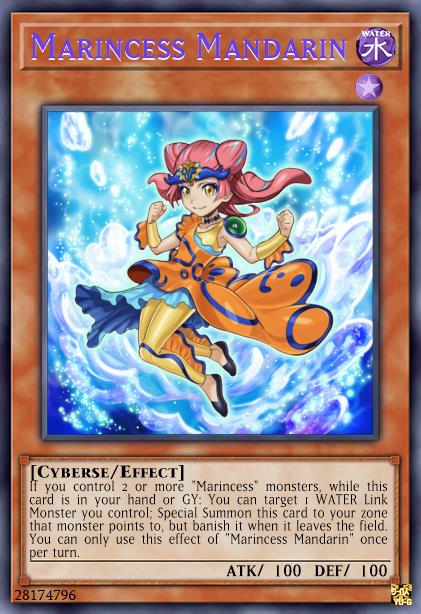 Marincess Mandarin
WATER
水
[Cyberse/Effect]
If you control 2 or more "Marincess" monsters, while this
card is in your hand or GY: You can target 1 WATER Link
Monster you control; Special Summon this card to your zone
that monster points to, but banish it when it leaves the field.
You can only use this effect of "Marincess Mandarin" once
per turn.
ATK/ 100 DEF/ 100
28174796